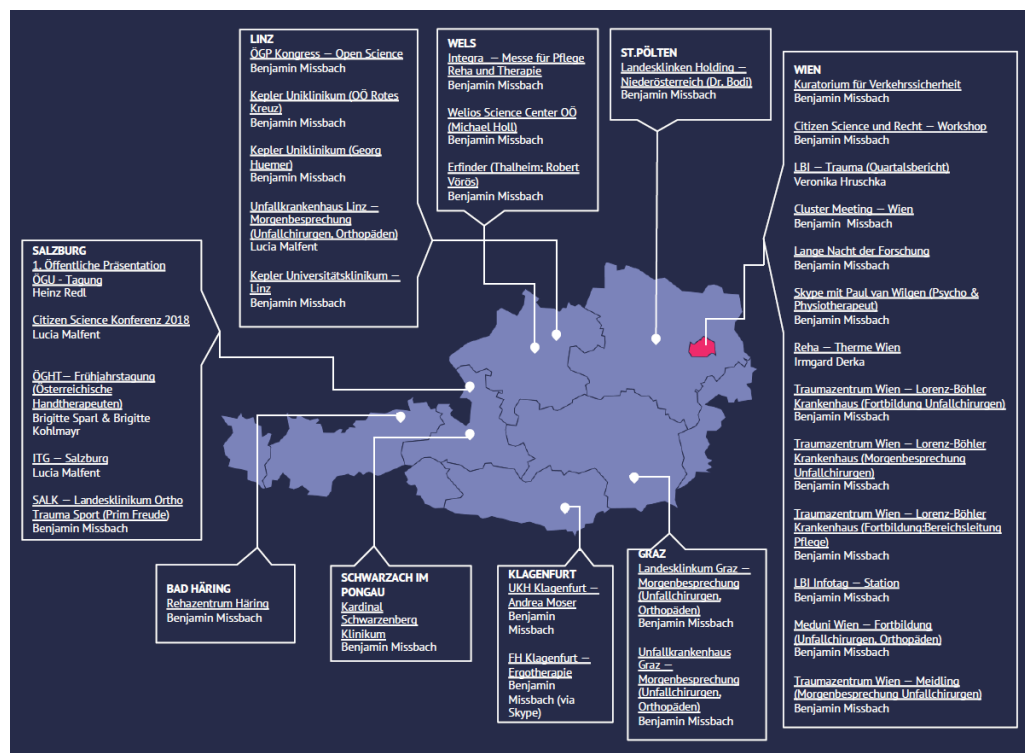 LINZ
ÖGP Kongress — Open Science
Benjamin Missbach
Kepler Uniklinikum (OÖ Rotes
Kreuz)
Benjamin Missbach
Kepler Uniklinikum (Georg
Huemer)
Benjamin Missbach
Unfallkrankenhaus Linz —
Morgenbesprechung
(Unfallchirurgen, Orthopäden)
Lucia Malfent
Kepler Universitätsklinikum —
Linz
Benjamin Missbach
WELS
Integra — Messe für Pflege
Reha und Therapie
Benjamin Missbach
Welios Science Center OÖ
(Michael Holl)
Benjamin Missbach
Erfinder (Thalheim; Robert
Vörös)
Benjamin Missbach
ST.PÖLTEN
Landesklinken Holding —
Niederösterreich (Dr. Bodi)
Benjamin Missbach
WIEN
Kuratorium für Verkehrssicherheit
Benjamin Missbach
Citizen Science und Recht — Workshop
Benjamin Missbach
LBI — Trauma (Quartalsbericht)
Veronika Hruschka
Cluster Meeting — Wien
Benjamin Missbach
Lange Nacht der Forschung
Benjamin Missbach
Skype mit Paul van Wilgen (Psycho &
Physiotherapeut)
Benjamin Missbach
Reha — Therme Wien
Irmgard Derka
Traumazentrum Wien — Lorenz-Böhler
Krankenhaus (Fortbildung Unfallchirurgen)
Benjamin Missbach
Traumazentrum Wien — Lorenz-Böhler
Krankenhaus (Morgenbesprechung
Unfallchirurgen)
Benjamin Missbach
Traumazentrum Wien — Lorenz-Böhler
Krankenhaus (Fortbildung:Bereichsleitung
Pflege)
Benjamin Missbach
LBI Infotag — Station
Benjamin Missbach
Meduni Wien — Fortbildung
(Unfallchirurgen, Orthopäden)
Benjamin Missbach
Traumazentrum Wien — Meidling
(Morgenbesprechung Unfallchirurgen)
Benjamin Missbach
SALZBURG
1. Öffentliche Präsentation
ÖGU - Tagung
Heinz Redl
Citizen Science Konferenz 2018
Lucia Malfent
ÖGHT— Frühjahrstagung
(Österreichische
Handtherapeuten)
Brigitte Sparl & Brigitte
Kohlmayr
ITG — Salzburg
Lucia Malfent
SALK — Landesklinikum Ortho
Trauma Sport (Prim Freude)
Benjamin Missbach
BAD HÄRING
Rehazentrum Häring
Benjamin Missbach
SCHWARZACH IM
PONGAU
Kardinal
Schwarzenberg
Klinikum
Benjamin Missbach
KLAGENFURT
UKH Klagenfurt —
Andrea Moser
Benjamin
Missbach
FH Klagenfurt —
Ergotherapie
Benjamin
Missbach (via
Skype)
GRAZ
Landesklinkum Graz —
Morgenbesprechung
(Unfallchirurgen,
Orthopäden)
Benjamin Missbach
Unfallkrankenhaus
Graz —
Morgenbesprechung
(Unfallchirurgen,
Orthopäden)
Benjamin Missbach